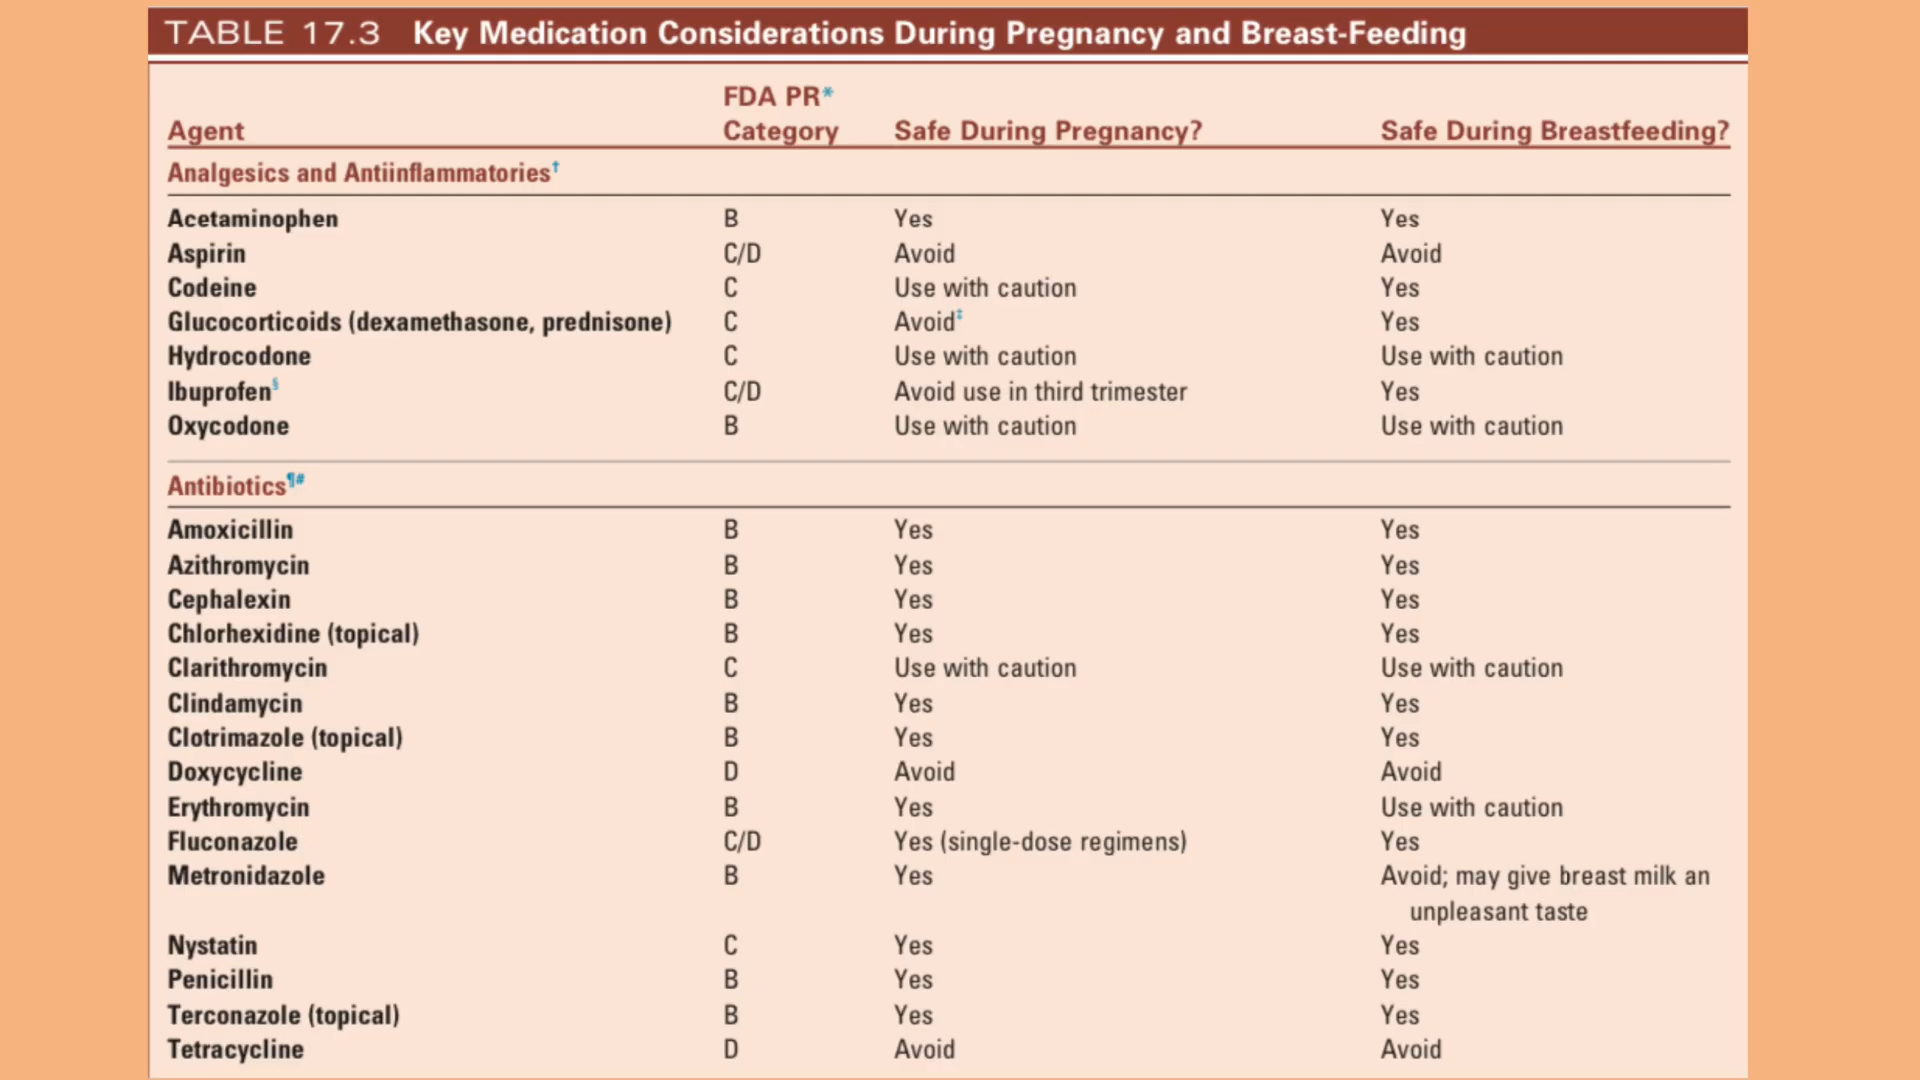 TABLE 17.3 Key Medication Considerations During Pregnancy and Breast-Feeding
FDA PR*
Agent Category Safe During Pregnancy? Safe During Breastfeeding?
Analgesics and Antiinflammatories†
Acetaminophen B Yes Yes
Aspirin C/D Avoid Avoid
Codeine C Use with caution Yes
Glucocorticoids (dexamethasone, prednisone) C Avoid‡ Yes
Hydrocodone C Use with caution Use with caution
Ibuprofen§ C/D Avoid use in third trimester Yes
Oxycodone B Use with caution Use with caution
Antibiotics¶#
Amoxicillin B Yes Yes
Azithromycin B Yes Yes
Cephalexin B Yes Yes
Chlorhexidine (topical) B Yes Yes
Clarithromycin C Use with caution Use with caution
Clindamycin B Yes Yes
Clotrimazole (topical) B Yes Yes
Doxycycline D Avoid Avoid
Erythromycin B Yes Use with caution
Fluconazole C/D Yes (single-dose regimens) Yes
Metronidazole B Yes Avoid; may give breast milk an
unpleasant taste
Nystatin C Yes Yes
Penicillin B Yes Yes
Terconazole (topical) B Yes Yes
Tetracycline D Avoid Avoid